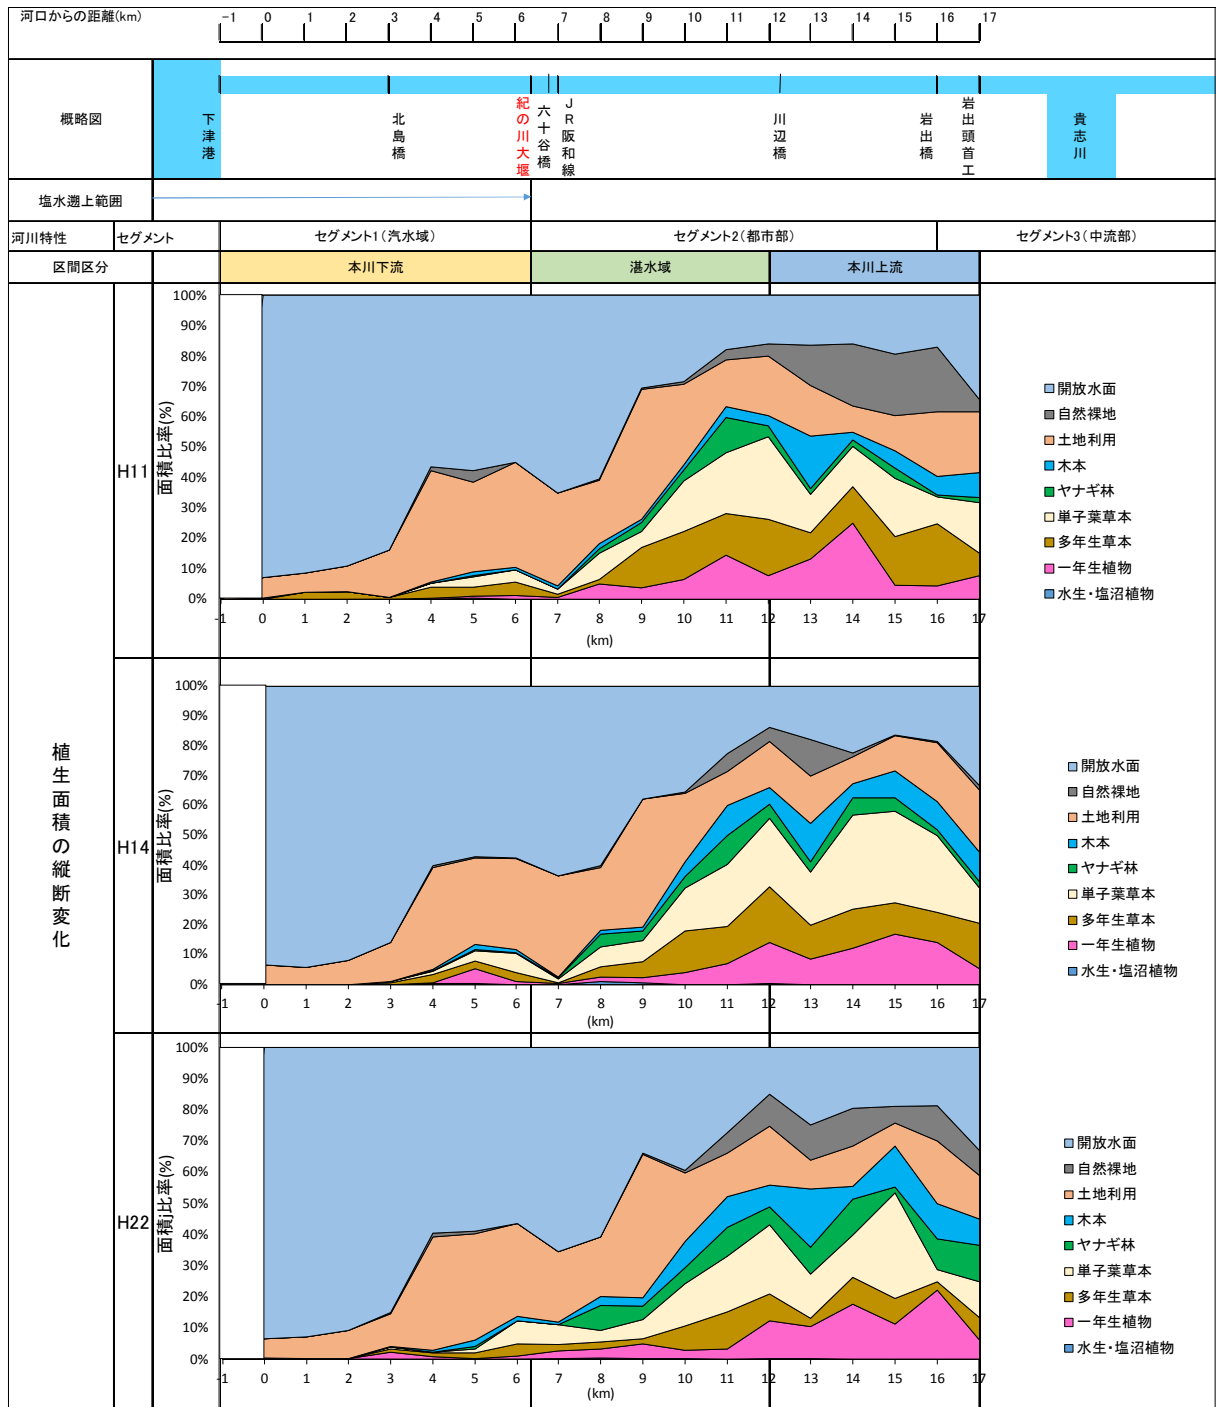 河口からの距離(km)
-1 0 1 2 3 4 5 6 7 8 9 10 11 12 13 14 15 16 17
概略図
下津港
北島橋
紀の川大堰
六十谷橋
JR阪和線
川辺橋
岩出橋
岩出頭首工
貴志川
塩水遡上範囲
河川特性 セグメント セグメント1(汽水域) セグメント2(都市部) セグメント3(中流部)
区間区分 本川下流 湛水域 本川上流
植生面積の縦断変化
H11
面積比率(%)
100%
90%
80%
70%
60%
50%
40%
30%
20%
10%
0%
-1 0 1 2 3 4 5 6 7 8 9 10 11 12 13 14 15 16 17
(km)
開放水面
自然裸地
土地利用
木本
ヤナギ林
単子葉草本
多年生草本
一年生植物
水生・塩沼植物
H14
面積比率(%)
100%
90%
80%
70%
60%
50%
40%
30%
20%
10%
0%
-1 0 1 2 3 4 5 6 7 8 9 10 11 12 13 14 15 16 17
(km)
開放水面
自然裸地
土地利用
木本
ヤナギ林
単子葉草本
多年生草本
一年生植物
水生・塩沼植物
H22
面積j比率(%)
100%
90%
80%
70%
60%
50%
40%
30%
20%
10%
0%
-1 0 1 2 3 4 5 6 7 8 9 10 11 12 13 14 15 16 17
(km)
開放水面
自然裸地
土地利用
木本
ヤナギ林
単子葉草本
多年生草本
一年生植物
水生・塩沼植物